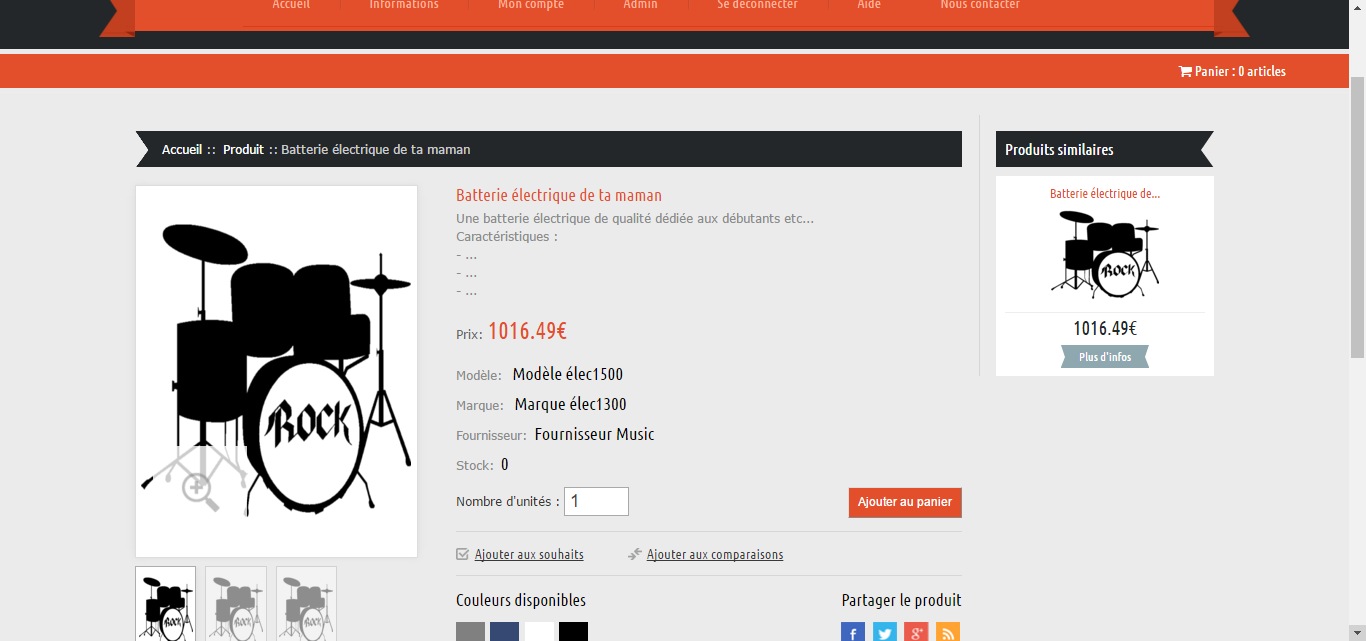 Accueil Informations Mon compte Admin Se deconnecter Aide Nous contacter
Panier : 0 articles
Accueil :: Produit :: Batterie électrique de ta maman
Produits similaires
Batterie électrique de ta maman
Une batterie électrique de qualité dédiée aux débutants etc...
Caractéristiques :
- ...
- ...
- ...
Prix: 1016.49€
Modèle: Modèle élec1500
Marque: Marque élec1300
Fournisseur: Fournisseur Music
Stock: 0
Nombre d'unités : 1
Ajouter au panier
Ajouter aux souhaits
Ajouter aux comparaisons
Couleurs disponibles
Partager le produit
Batterie électrique de...
ROCK
1016.49€
Plus d'infos
ROCK
ROCK
ROCK
ROCK